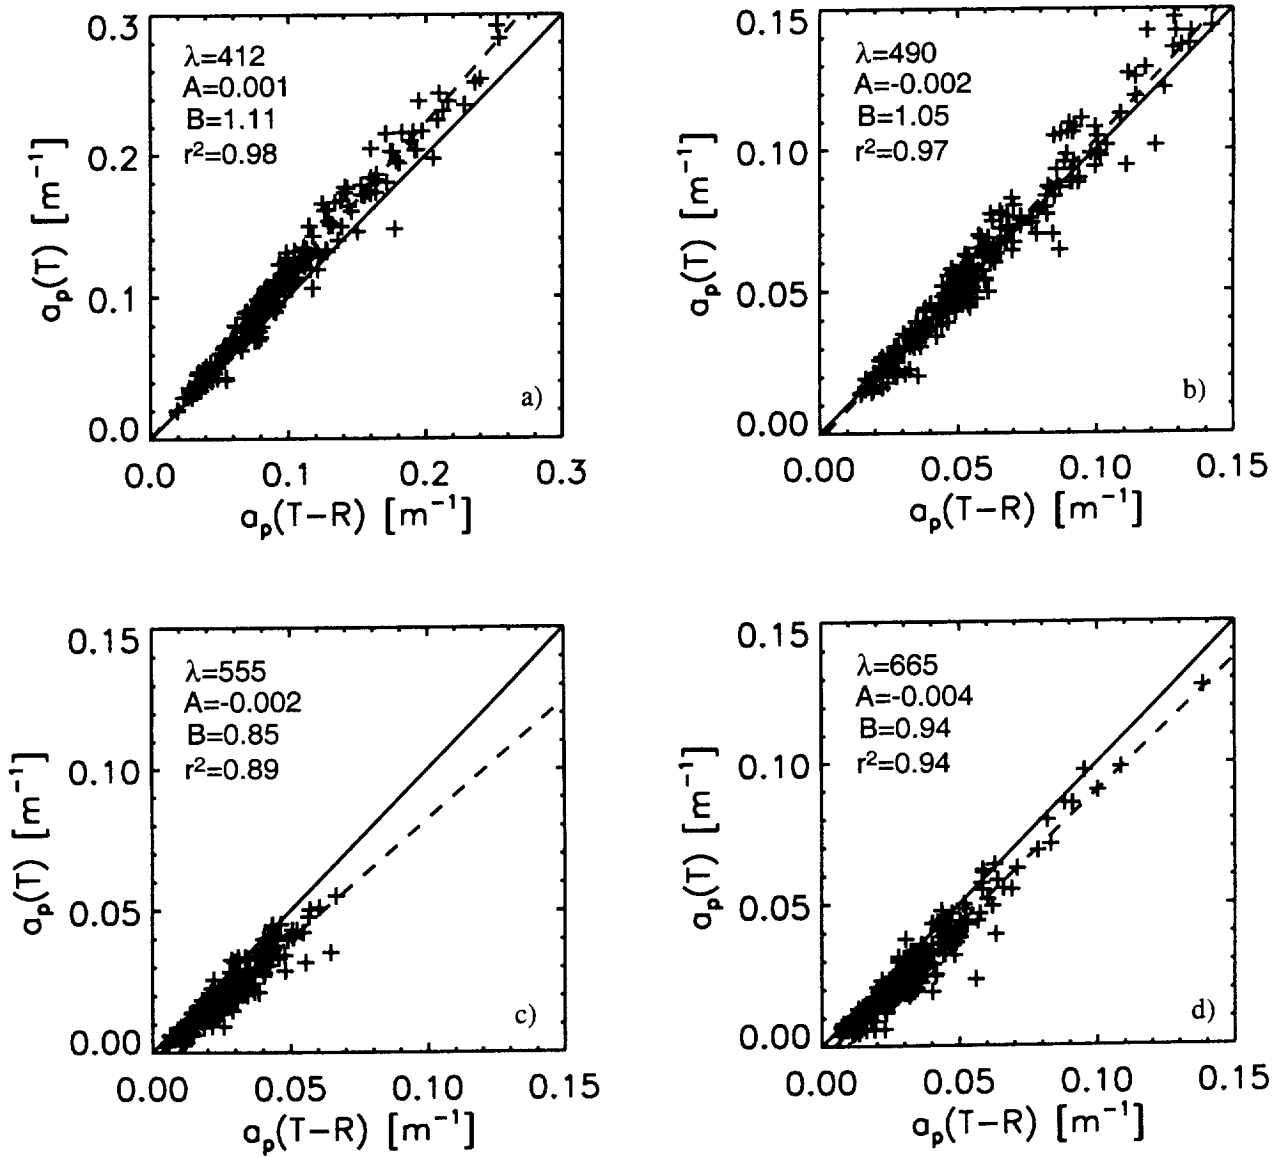 0.3
0.2
0.1
0.0
a_p(T) [m⁻¹]
λ=412
A=0.001
B=1.11
r²=0.98
a)
0.0 0.1 0.2 0.3
a_p(T−R) [m⁻¹]
0.15
0.10
0.05
0.00
a_p(T) [m⁻¹]
λ=490
A=-0.002
B=1.05
r²=0.97
b)
0.00 0.05 0.10 0.15
a_p(T−R) [m⁻¹]
0.15
0.10
0.05
0.00
a_p(T) [m⁻¹]
λ=555
A=-0.002
B=0.85
r²=0.89
c)
0.00 0.05 0.10 0.15
a_p(T−R) [m⁻¹]
0.15
0.10
0.05
0.00
a_p(T) [m⁻¹]
λ=665
A=-0.004
B=0.94
r²=0.94
d)
0.00 0.05 0.10 0.15
a_p(T−R) [m⁻¹]